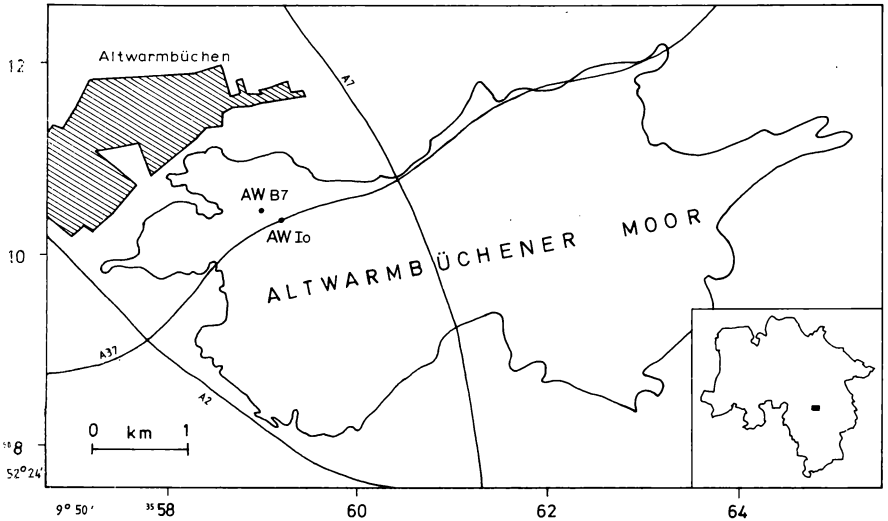 Altwarmbüchen
12
A7
AW B7
AW Io
ALTWARMBÜCHENER MOOR
10
A37
A2
0 km 1
8
52°24'
9°50' ³⁵58 60 62 64